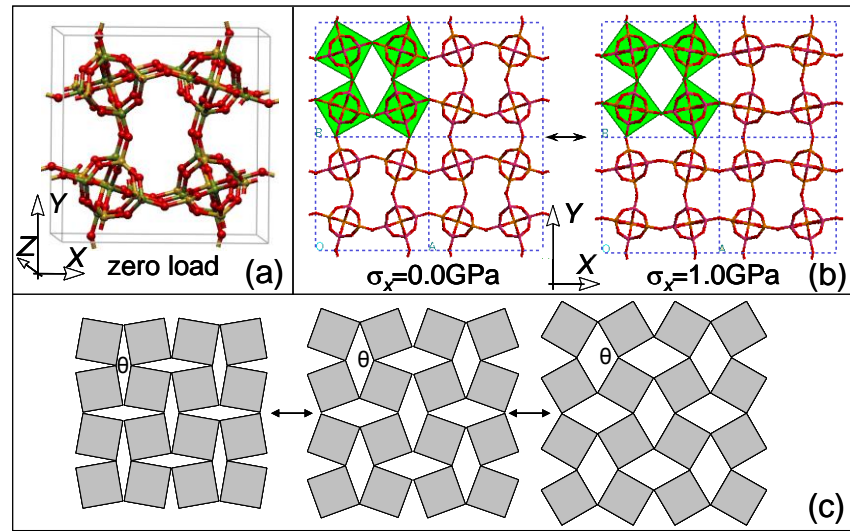 Y
Z
X
zero load
(a)
B
O
A
σx=0.0GPa
Y
X
B
O
A
σx=1.0GPa
(b)
θ
θ
θ
(c)